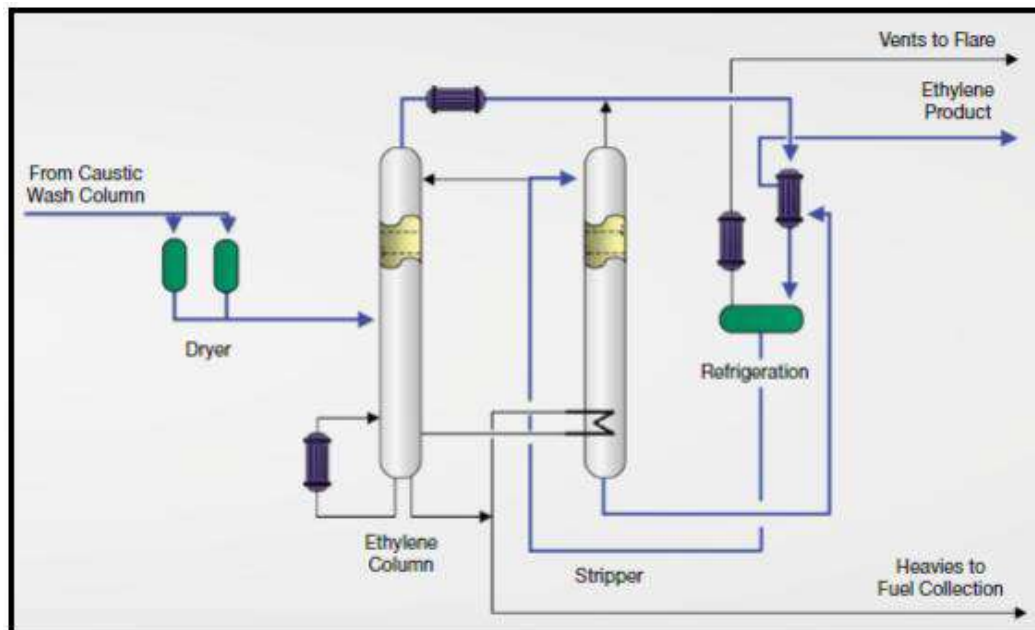 Vents to Flare
Ethylene
Product
From Caustic
Wash Column
Dryer
Refrigeration
Ethylene
Column
Stripper
Heavies to
Fuel Collection